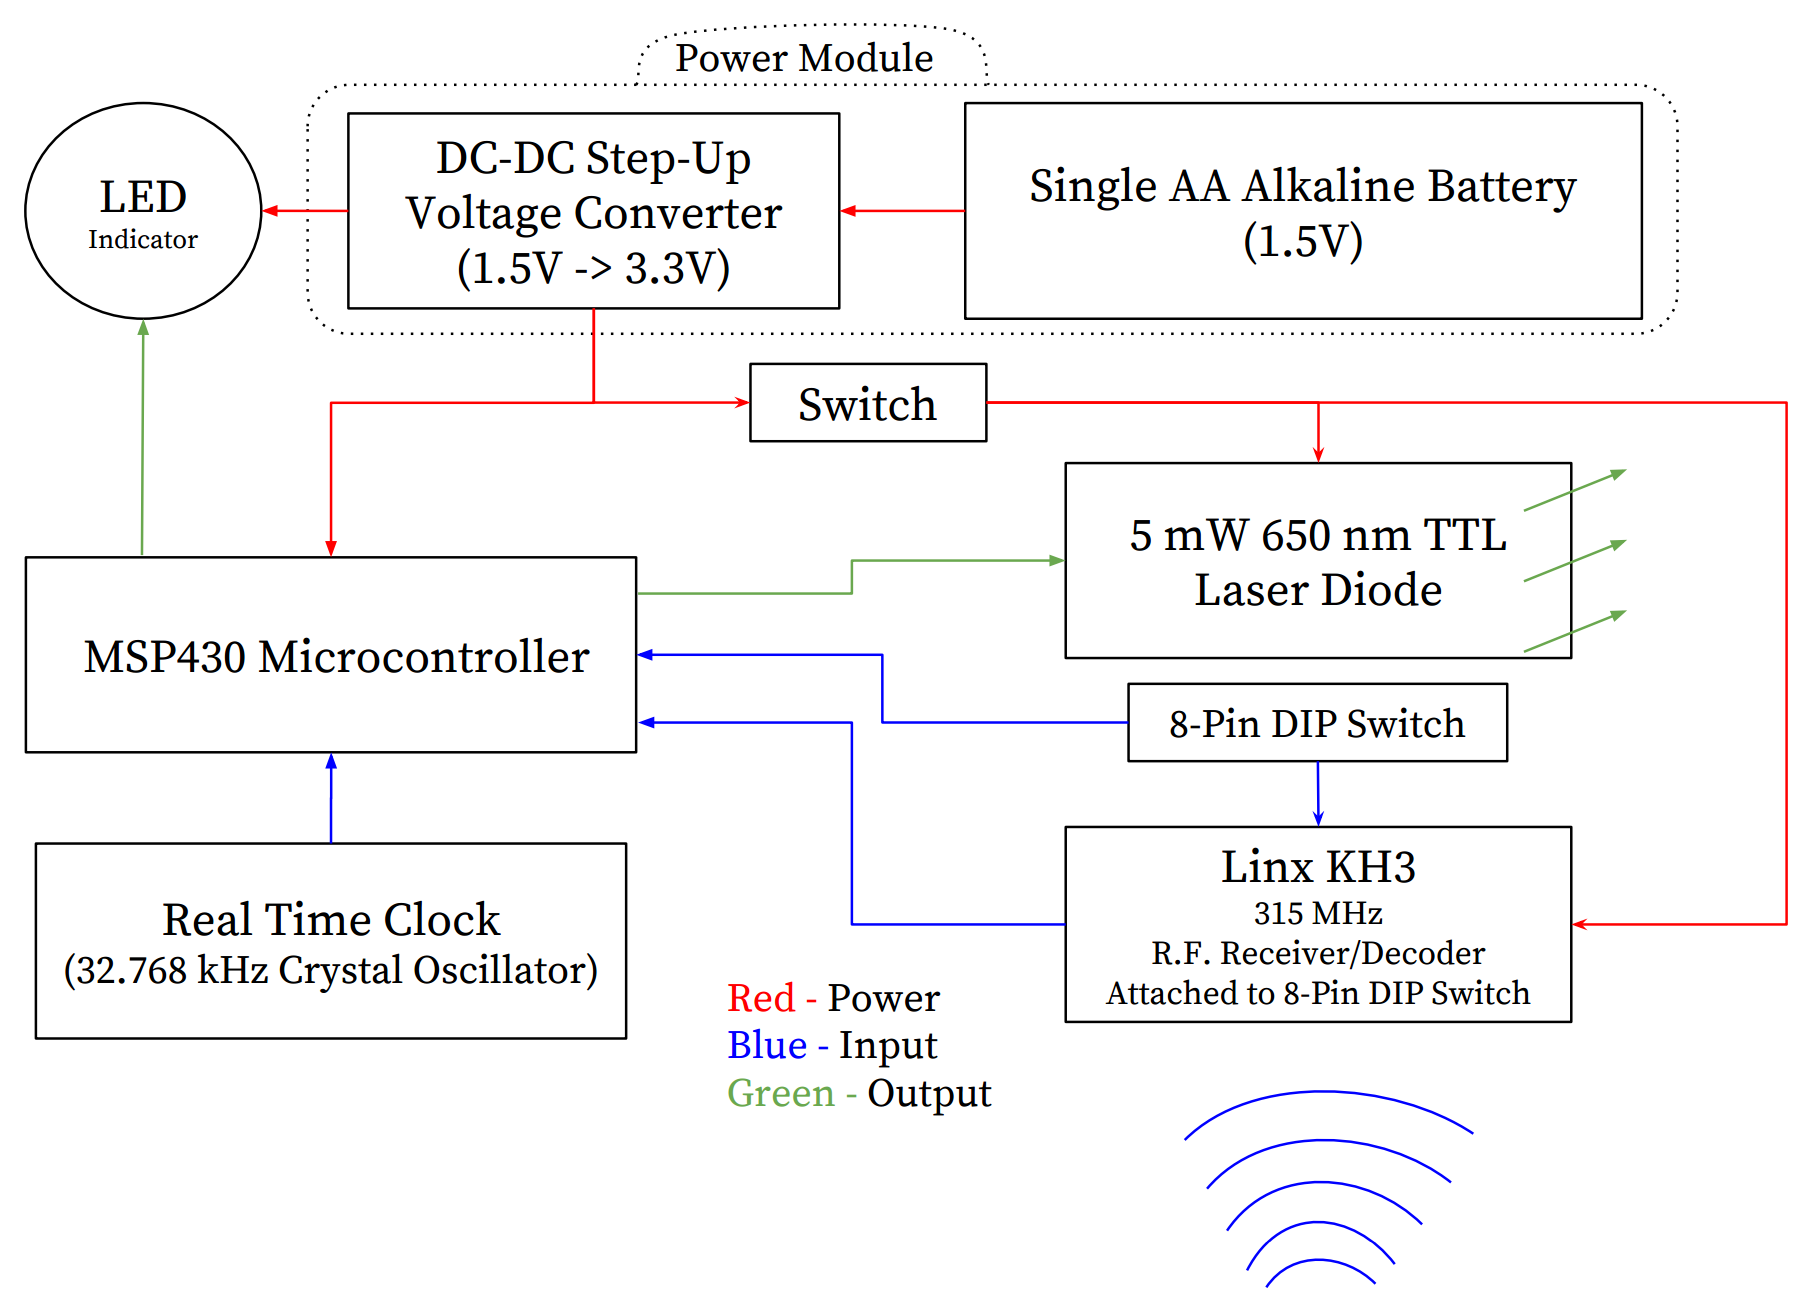 Power Module
LED
Indicator
DC-DC Step-Up
Voltage Converter
(1.5V -> 3.3V)
Single AA Alkaline Battery
(1.5V)
Switch
5 mW 650 nm TTL
Laser Diode
MSP430 Microcontroller
8-Pin DIP Switch
Real Time Clock
(32.768 kHz Crystal Oscillator)
Linx KH3
315 MHz
R.F. Receiver/Decoder
Attached to 8-Pin DIP Switch
Red - Power
Blue - Input
Green - Output